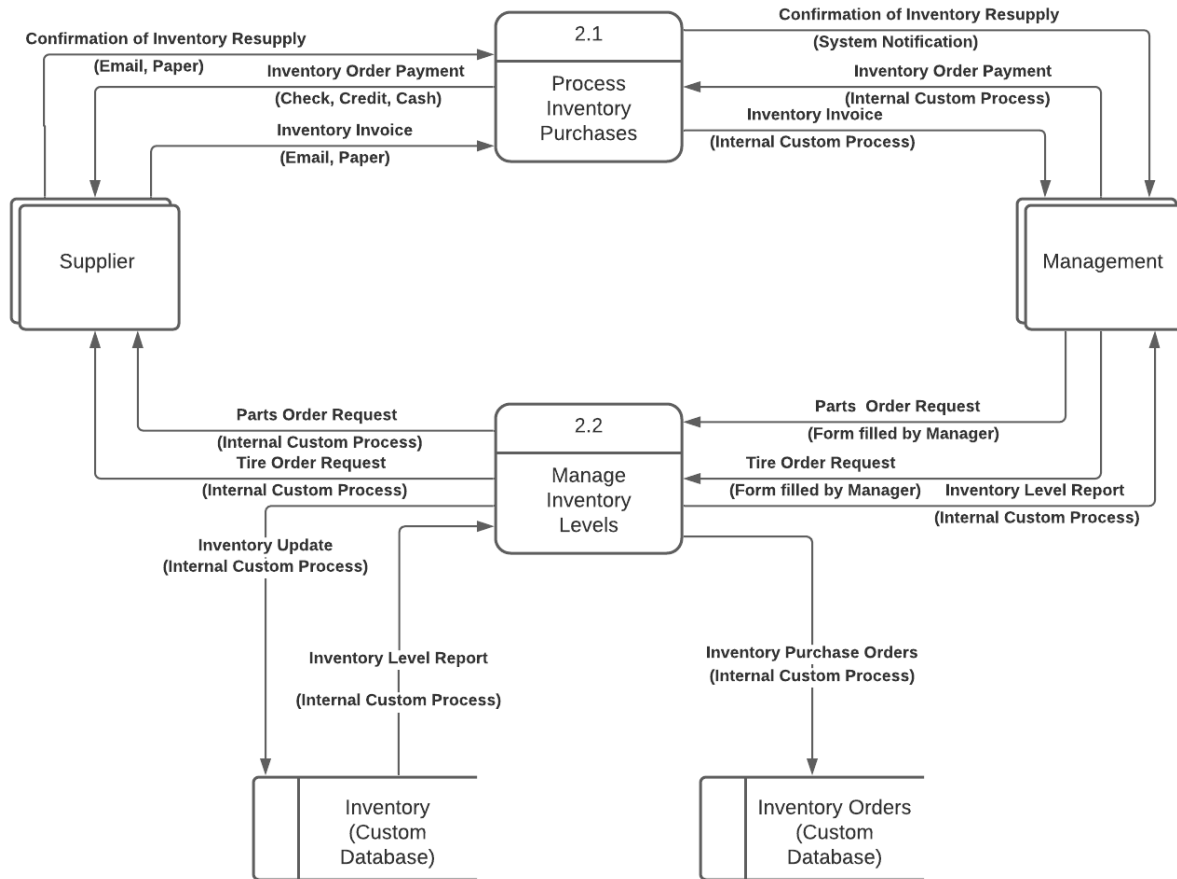 Confirmation of Inventory Resupply
(Email, Paper)
Inventory Order Payment
(Check, Credit, Cash)
Inventory Invoice
(Email, Paper)
2.1
Process
Inventory
Purchases
Confirmation of Inventory Resupply
(System Notification)
Inventory Order Payment
(Internal Custom Process)
Inventory Invoice
(Internal Custom Process)
Supplier
Management
Parts Order Request
(Internal Custom Process)
Tire Order Request
(Internal Custom Process)
2.2
Manage
Inventory
Levels
Parts Order Request
(Form filled by Manager)
Tire Order Request
(Form filled by Manager)
Inventory Level Report
(Internal Custom Process)
Inventory Update
(Internal Custom Process)
Inventory Level Report
(Internal Custom Process)
Inventory Purchase Orders
(Internal Custom Process)
Inventory
(Custom
Database)
Inventory Orders
(Custom
Database)